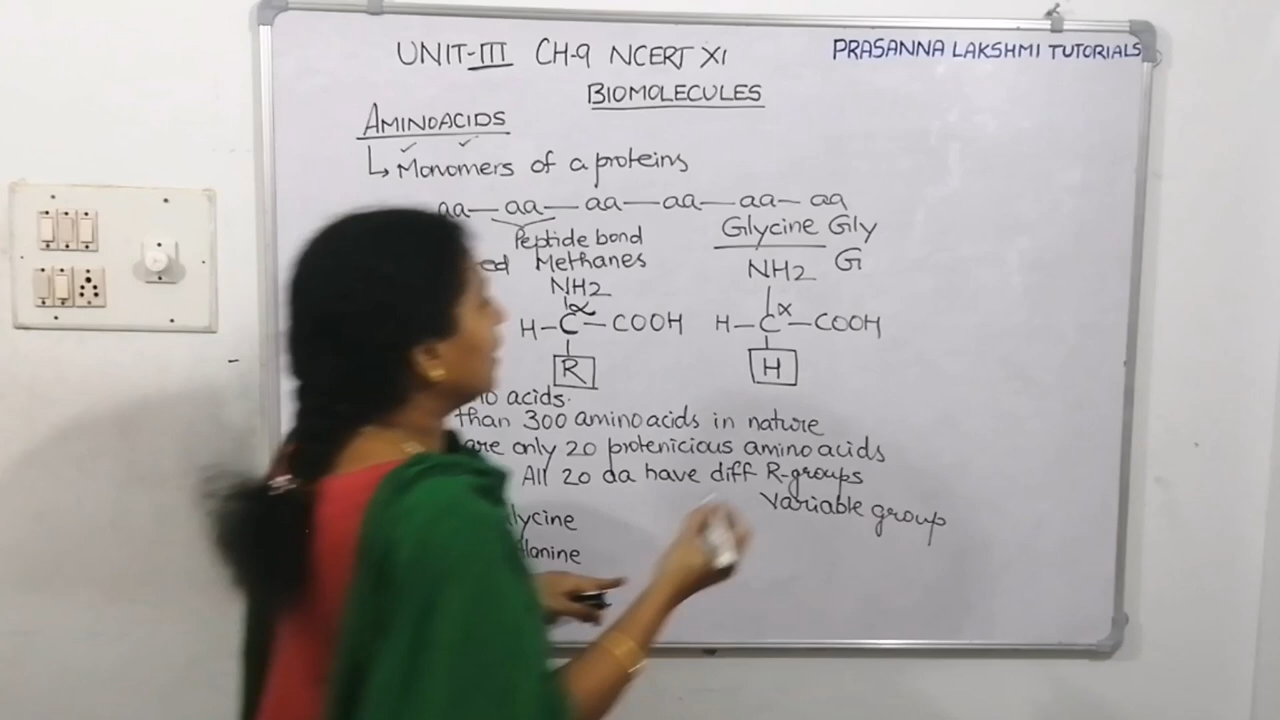 UNIT-III CH-9 NCERT XI
PRASANNA LAKSHMI TUTORIALS
BIOMOLECULES
AMINOACIDS
↳ Monomers of a proteins
aa — aa — aa — aa — aa — aa
Peptide bond
ed Methanes
NH2
α
H-C-COOH
R
Glycine Gly
G
NH2
α
H-C-COOH
H
no acids.
than 300 aminoacids in nature
are only 20 protenicious aminoacids
All 20 aa have diff R-groups
Variable group
lycine
lanine